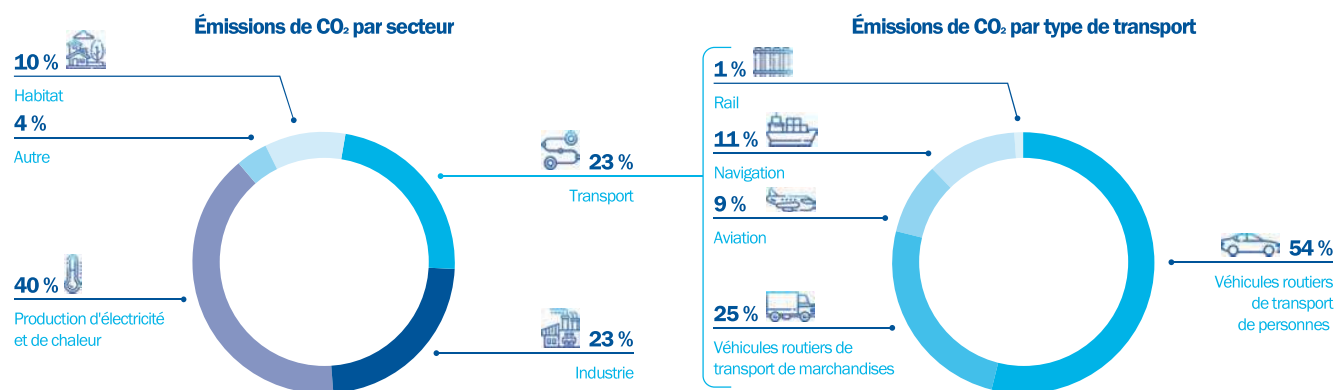 Émissions de CO₂ par secteur
10 %
Habitat
4 %
Autre
40 %
Production d'électricité
et de chaleur
23 %
Transport
23 %
Industrie
Émissions de CO₂ par type de transport
1 %
Rail
11 %
Navigation
9 %
Aviation
25 %
Véhicules routiers de
transport de marchandises
54 %
Véhicules routiers
de transport
de personnes